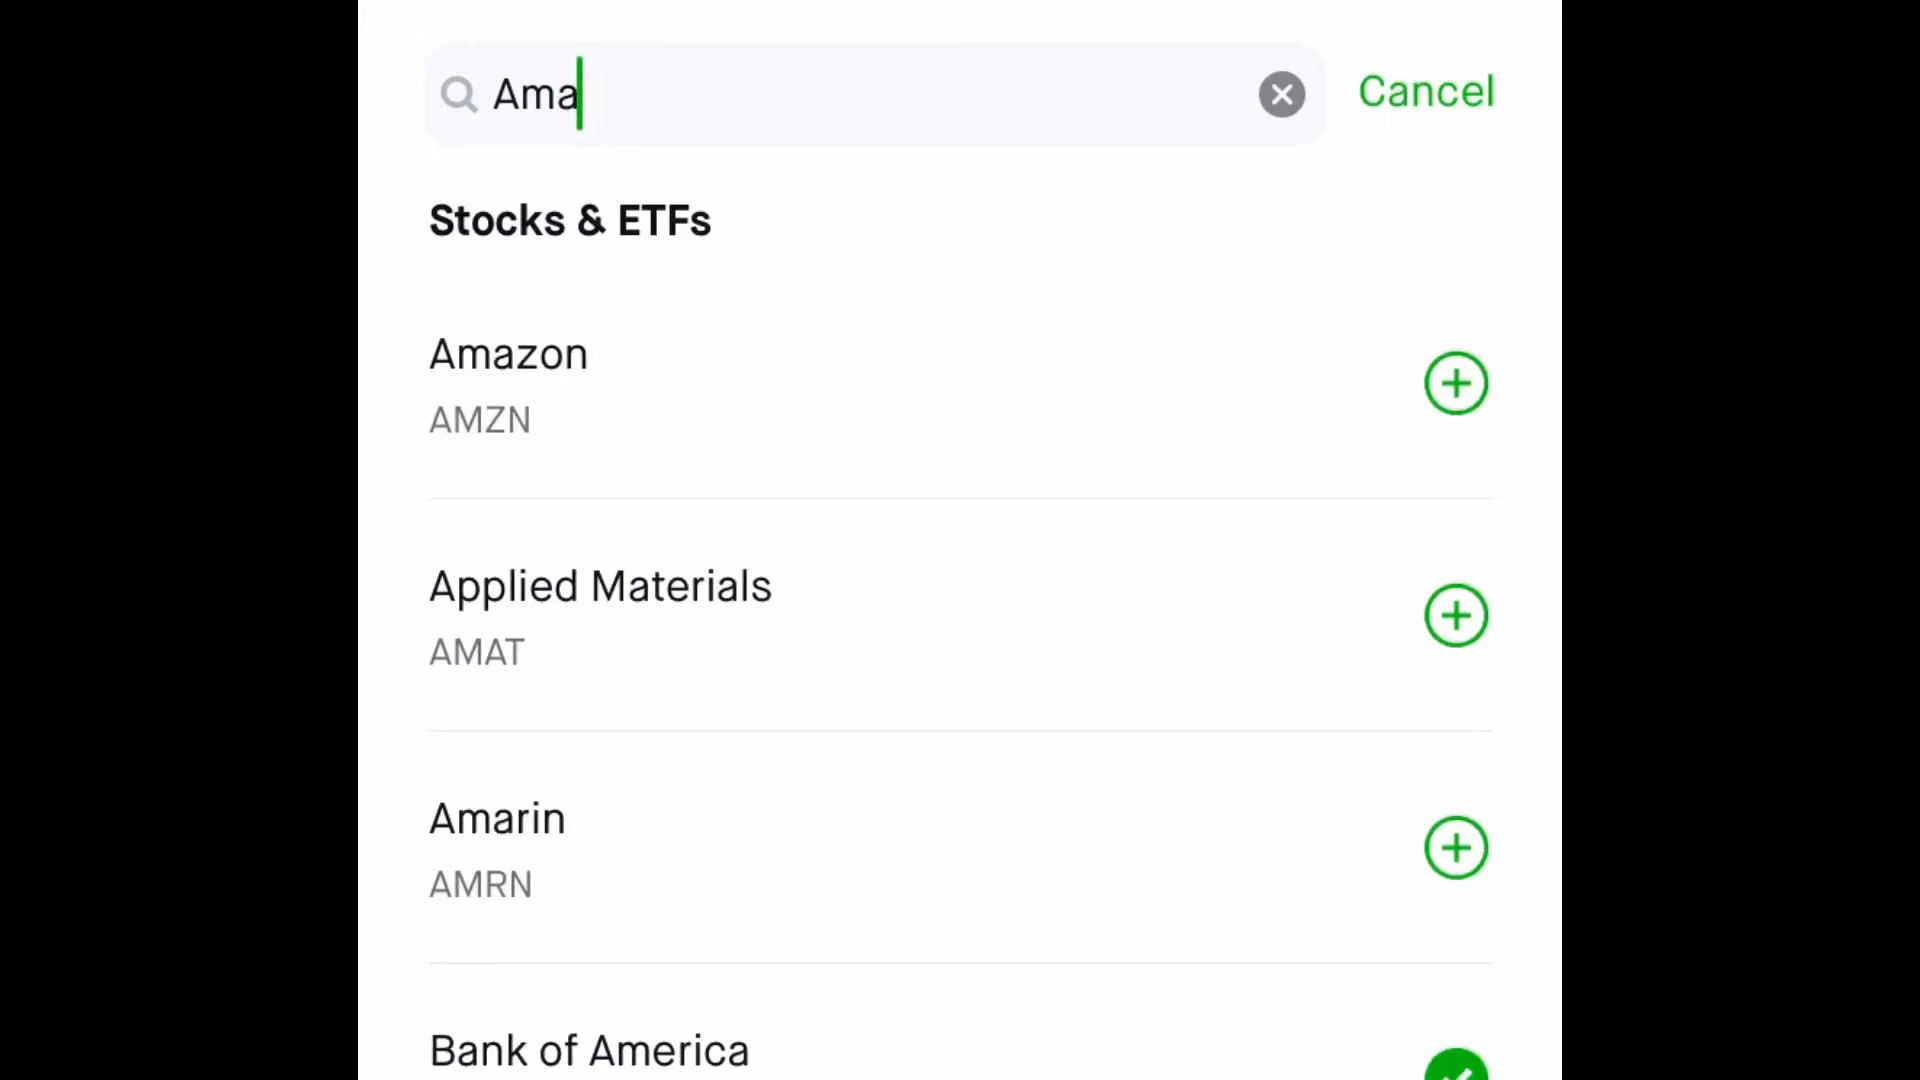 Ama
Cancel
Stocks & ETFs
Amazon
AMZN
Applied Materials
AMAT
Amarin
AMRN
Bank of America